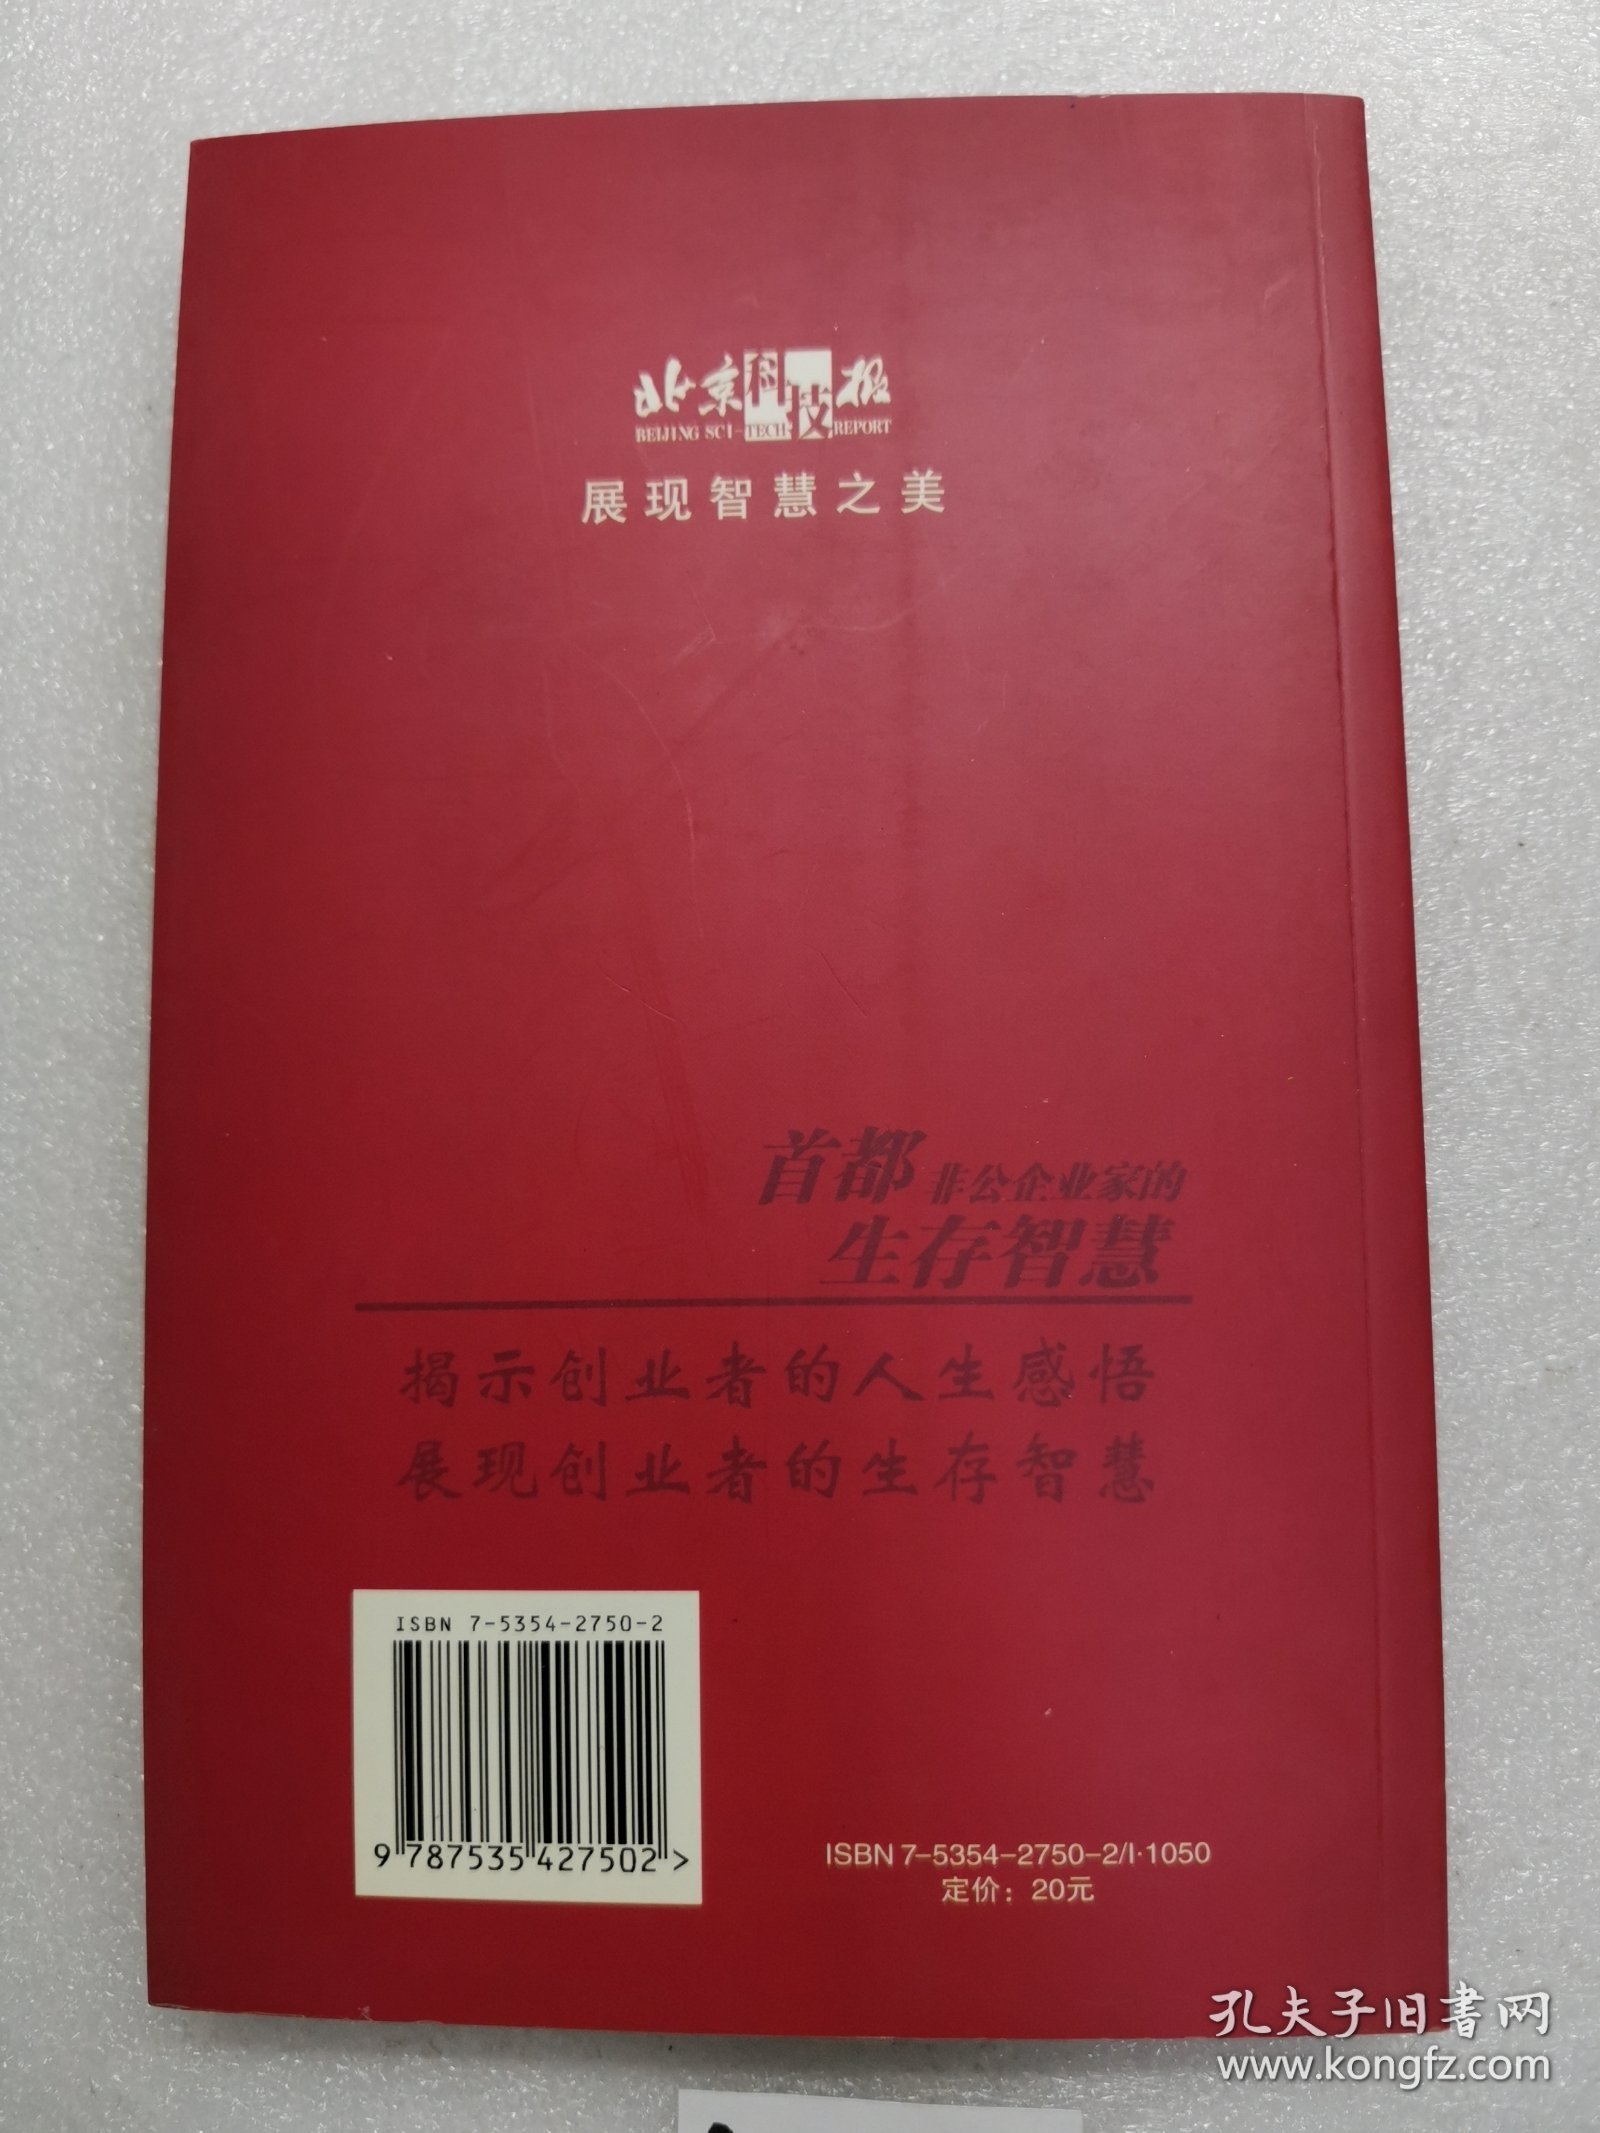 北京科技报
BEIJING SCI-TECH REPORT
展现智慧之美
首都 非公企业家的
生存智慧
揭示创业者的人生感悟
展现创业者的生存智慧
ISBN 7-5354-2750-2
9 787535 427502 >
ISBN 7-5354-2750-2/I·1050
定价：20元
孔夫子旧书网
www.kongfz.com